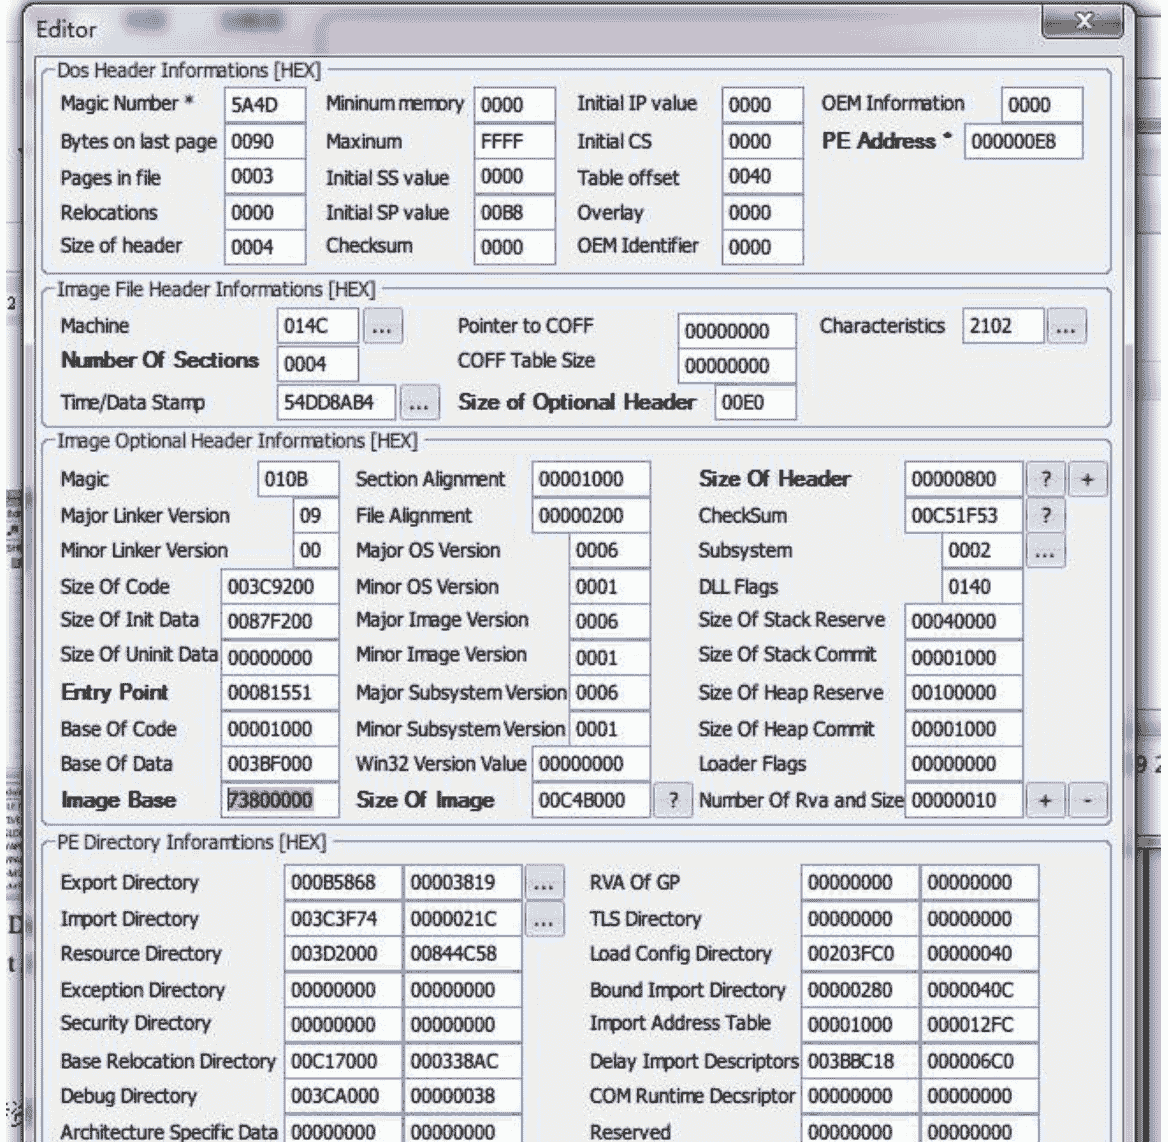 Editor
Dos Header Informations [HEX]
Magic Number * 5A4D Mininum memory 0000 Initial IP value 0000 OEM Information 0000
Bytes on last page 0090 Maxinum FFFF Initial CS 0000 PE Address * 000000E8
Pages in file 0003 Initial SS value 0000 Table offset 0040
Relocations 0000 Initial SP value 00B8 Overlay 0000
Size of header 0004 Checksum 0000 OEM Identifier 0000
Image File Header Informations [HEX]
Machine 014C ... Pointer to COFF 00000000 Characteristics 2102 ...
Number Of Sections 0004 COFF Table Size 00000000
Time/Data Stamp 54DD8AB4 ... Size of Optional Header 00E0
Image Optional Header Informations [HEX]
Magic 010B Section Alignment 00001000 Size Of Header 00000800 ? +
Major Linker Version 09 File Alignment 00000200 CheckSum 00C51F53 ?
Minor Linker Version 00 Major OS Version 0006 Subsystem 0002 ...
Size Of Code 003C9200 Minor OS Version 0001 DLL Flags 0140
Size Of Init Data 0087F200 Major Image Version 0006 Size Of Stack Reserve 00040000
Size Of Uninit Data 00000000 Minor Image Version 0001 Size Of Stack Commit 00001000
Entry Point 00081551 Major Subsystem Version 0006 Size Of Heap Reserve 00100000
Base Of Code 00001000 Minor Subsystem Version 0001 Size Of Heap Commit 00001000
Base Of Data 003BF000 Win32 Version Value 00000000 Loader Flags 00000000
Image Base 73800000 Size Of Image 00C4B000 ? Number Of Rva and Size 00000010 + -
PE Directory Inforamtions [HEX]
Export Directory 000B5868 00003819 ... RVA Of GP 00000000 00000000
Import Directory 003C3F74 0000021C ... TLS Directory 00000000 00000000
Resource Directory 003D2000 00844C58 Load Config Directory 00203FC0 00000040
Exception Directory 00000000 00000000 Bound Import Directory 00000280 0000040C
Security Directory 00000000 00000000 Import Address Table 00001000 000012FC
Base Relocation Directory 00C17000 000338AC Delay Import Descriptors 003BBC18 000006C0
Debug Directory 003CA000 00000038 COM Runtime Decsriptor 00000000 00000000
Architecture Specific Data 00000000 00000000 Reserved 00000000 00000000